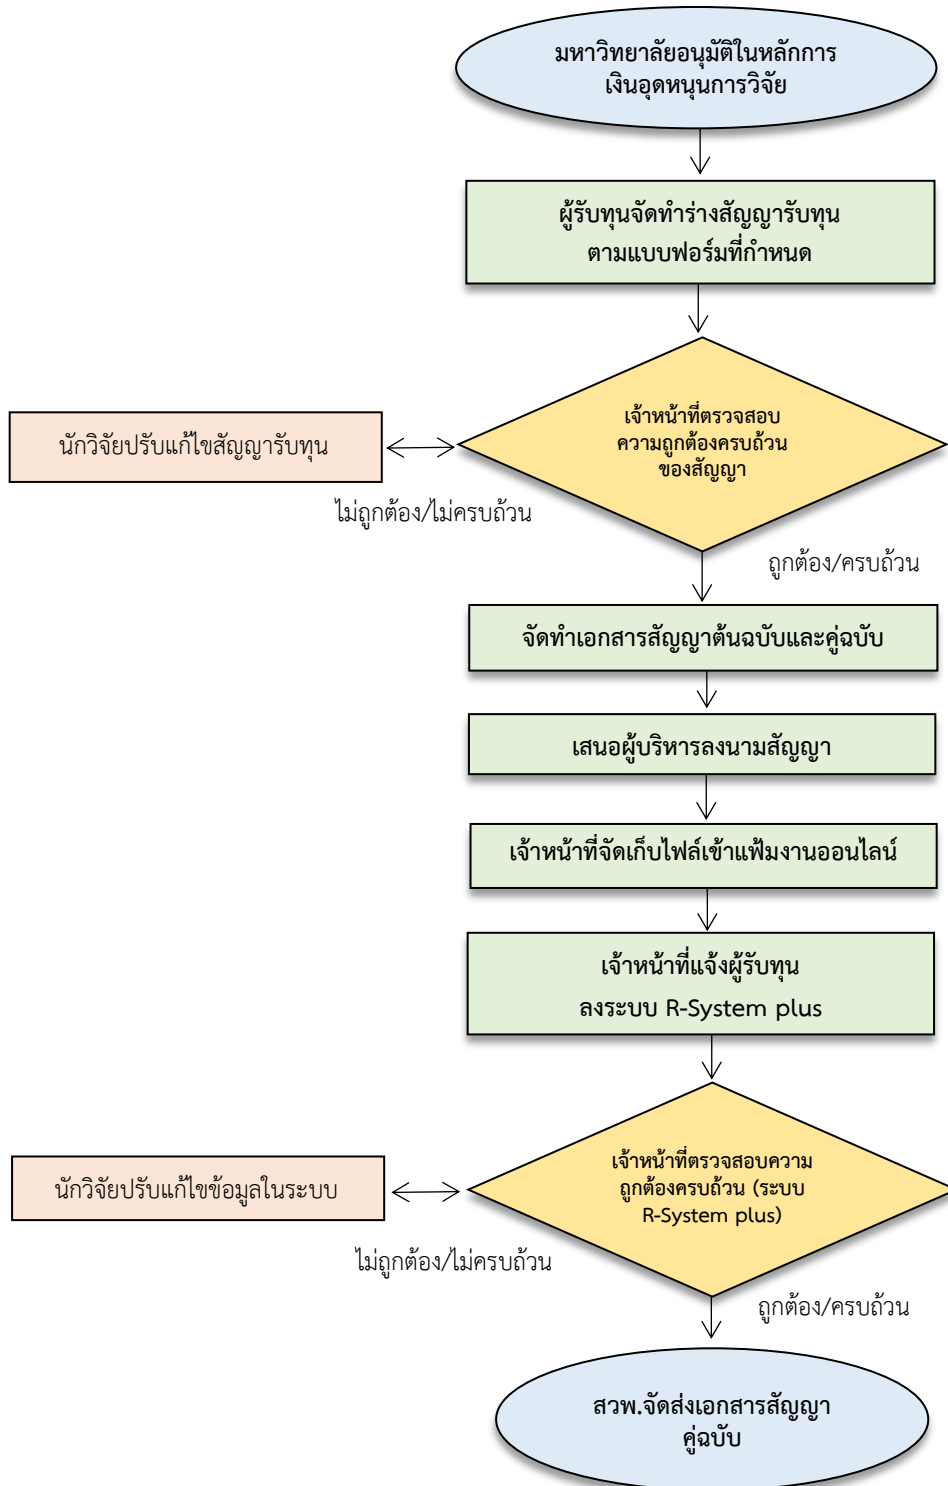 มหาวิทยาลัยอนุมัติในหลักการ
เงินอุดหนุนการวิจัย
ผู้รับทุนจัดทำร่างสัญญารับทุน
ตามแบบฟอร์มที่กำหนด
เจ้าหน้าที่ตรวจสอบ
ความถูกต้องครบถ้วน
ของสัญญา
นักวิจัยปรับแก้ไขสัญญารับทุน
ไม่ถูกต้อง/ไม่ครบถ้วน
ถูกต้อง/ครบถ้วน
จัดทำเอกสารสัญญาต้นฉบับและคู่ฉบับ
เสนอผู้บริหารลงนามสัญญา
เจ้าหน้าที่จัดเก็บไฟล์เข้าแฟ้มงานออนไลน์
เจ้าหน้าที่แจ้งผู้รับทุน
ลงระบบ R-System plus
เจ้าหน้าที่ตรวจสอบความ
ถูกต้องครบถ้วน (ระบบ
R-System plus)
นักวิจัยปรับแก้ไขข้อมูลในระบบ
ไม่ถูกต้อง/ไม่ครบถ้วน
ถูกต้อง/ครบถ้วน
สวพ.จัดส่งเอกสารสัญญา
คู่ฉบับ